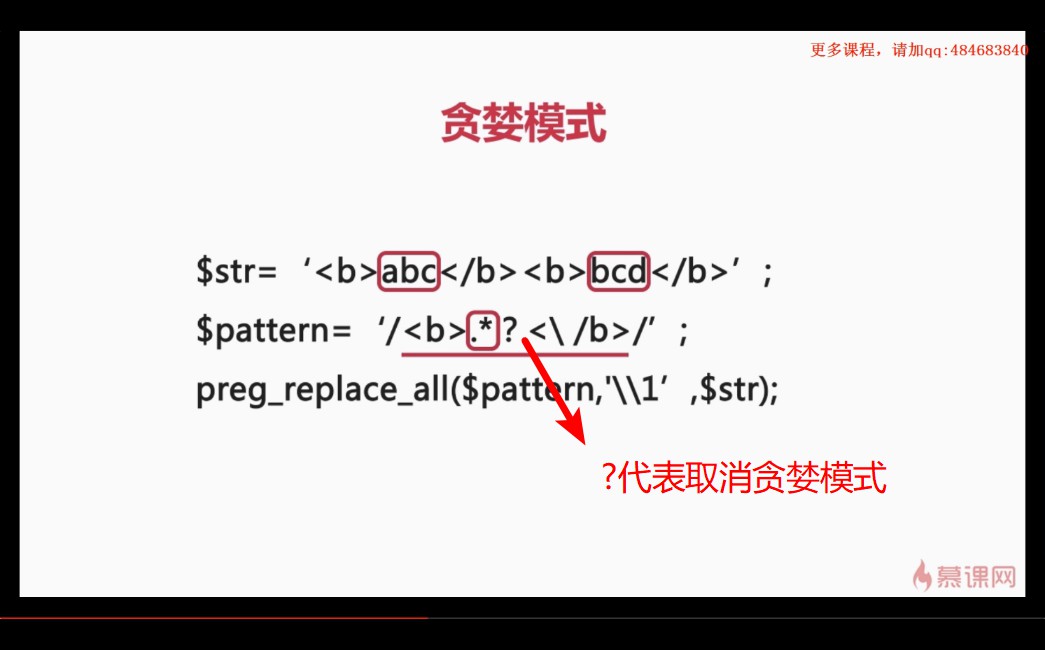 更多课程，请加qq:484683840
贪婪模式
$str= ‘<b>abc</b><b>bcd</b>’ ;
$pattern= ‘/<b>.*?<\ /b>/’ ;
preg_replace_all($pattern,'\\1’ ,$str);
?代表取消贪婪模式
慕课网